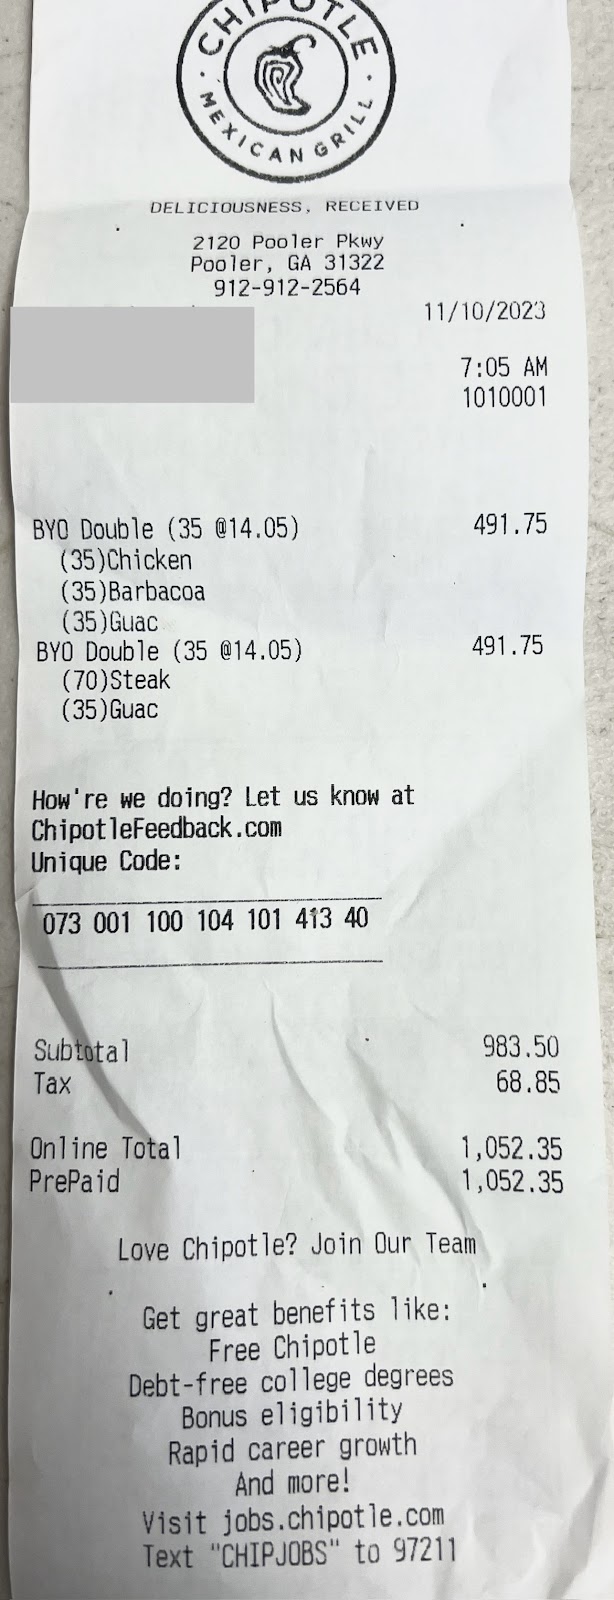 CHIPOTLE
MEXICAN GRILL
DELICIOUSNESS, RECEIVED
2120 Pooler Pkwy
Pooler, GA 31322
912-912-2564
11/10/2023
7:05 AM
1010001
BYO Double (35 @14.05) 491.75
(35)Chicken
(35)Barbacoa
(35)Guac
BYO Double (35 @14.05) 491.75
(70)Steak
(35)Guac
How're we doing? Let us know at
ChipotleFeedback.com
Unique Code:
073 001 100 104 101 413 40
Subtotal 983.50
Tax 68.85
Online Total 1,052.35
PrePaid 1,052.35
Love Chipotle? Join Our Team
Get great benefits like:
Free Chipotle
Debt-free college degrees
Bonus eligibility
Rapid career growth
And more!
Visit jobs.chipotle.com
Text "CHIPJOBS" to 97211